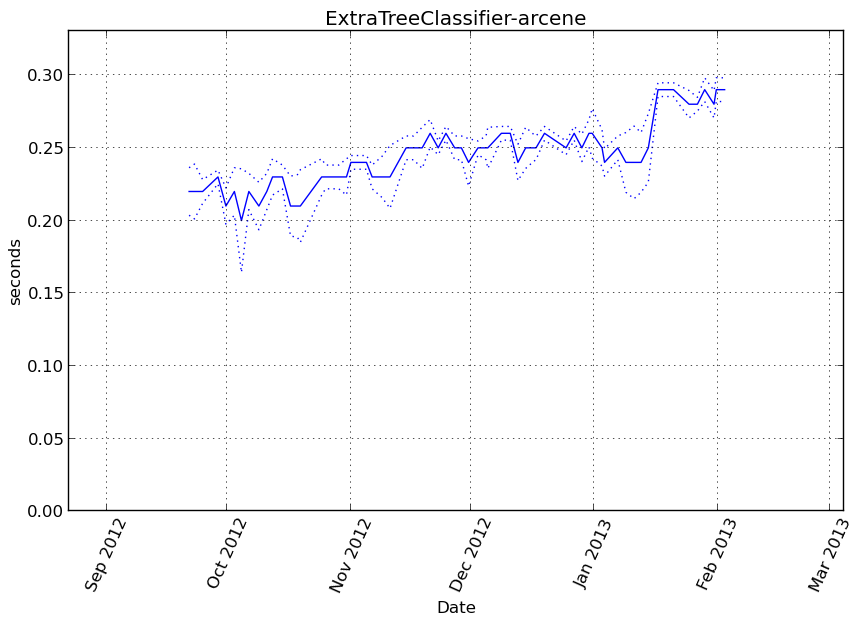 ExtraTreeClassifier-arcene
0.30
0.25
0.20
0.15
0.10
0.05
0.00
seconds
Sep 2012
Oct 2012
Nov 2012
Dec 2012
Jan 2013
Feb 2013
Mar 2013
Date